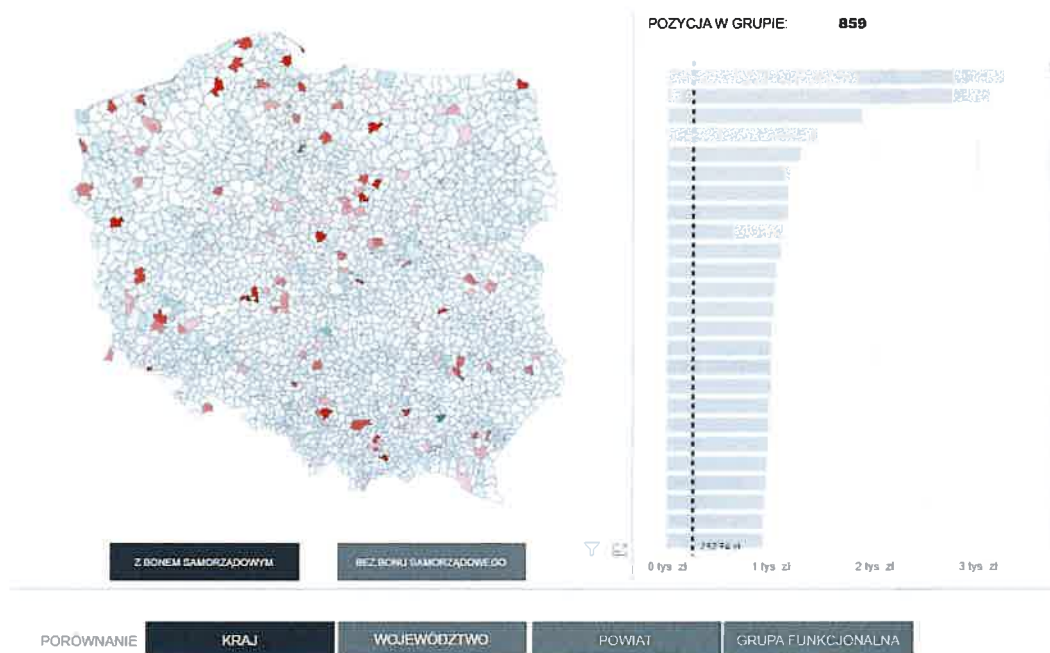 POZYCJA W GRUPIE: 859
Z BONEM SAMORZĄDOWYM
BEZ BONU SAMORZĄDOWEGO
0 tys zł 1 tys zł 2 tys zł 3 tys zł
PORÓWNANIE KRAJ WOJEWÓDZTWO POWIAT GRUPA FUNKCJONALNA